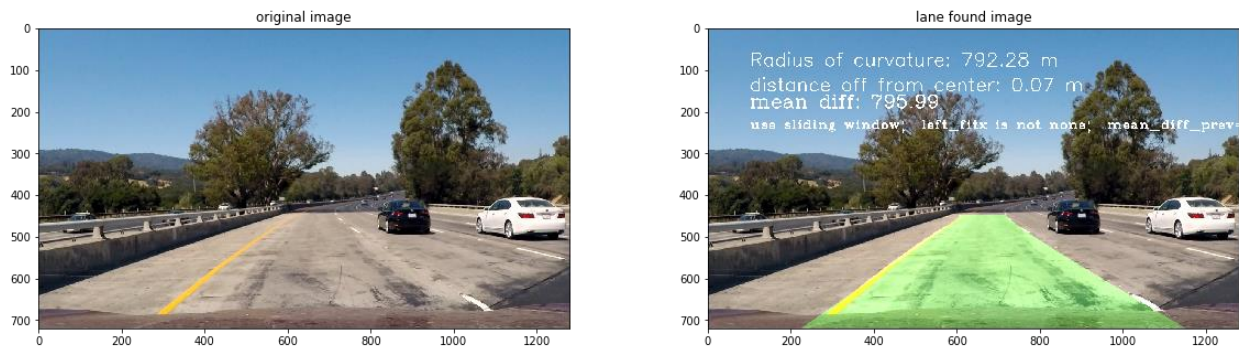 original image
0
100
200
300
400
500
600
700
0 200 400 600 800 1000 1200
lane found image
Radius of curvature: 792.28 m
distance off from center: 0.07 m
mean diff: 795.99
use sliding window; left_fitx is not none; mean_diff_prev=
0
100
200
300
400
500
600
700
0 200 400 600 800 1000 1200